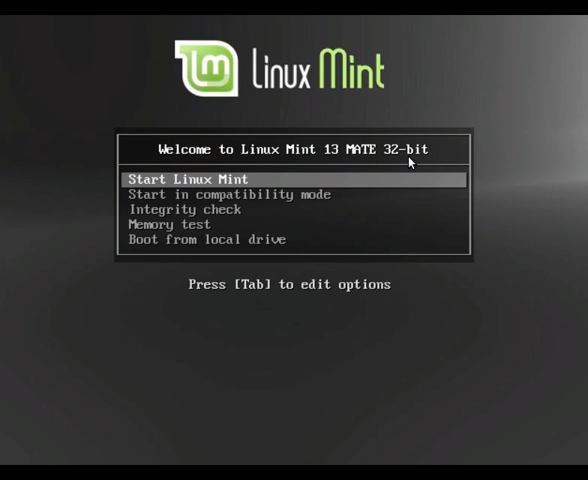 Linux Mint
Welcome to Linux Mint 13 MATE 32-bit
Start Linux Mint
Start in compatibility mode
Integrity check
Memory test
Boot from local drive
Press [Tab] to edit options